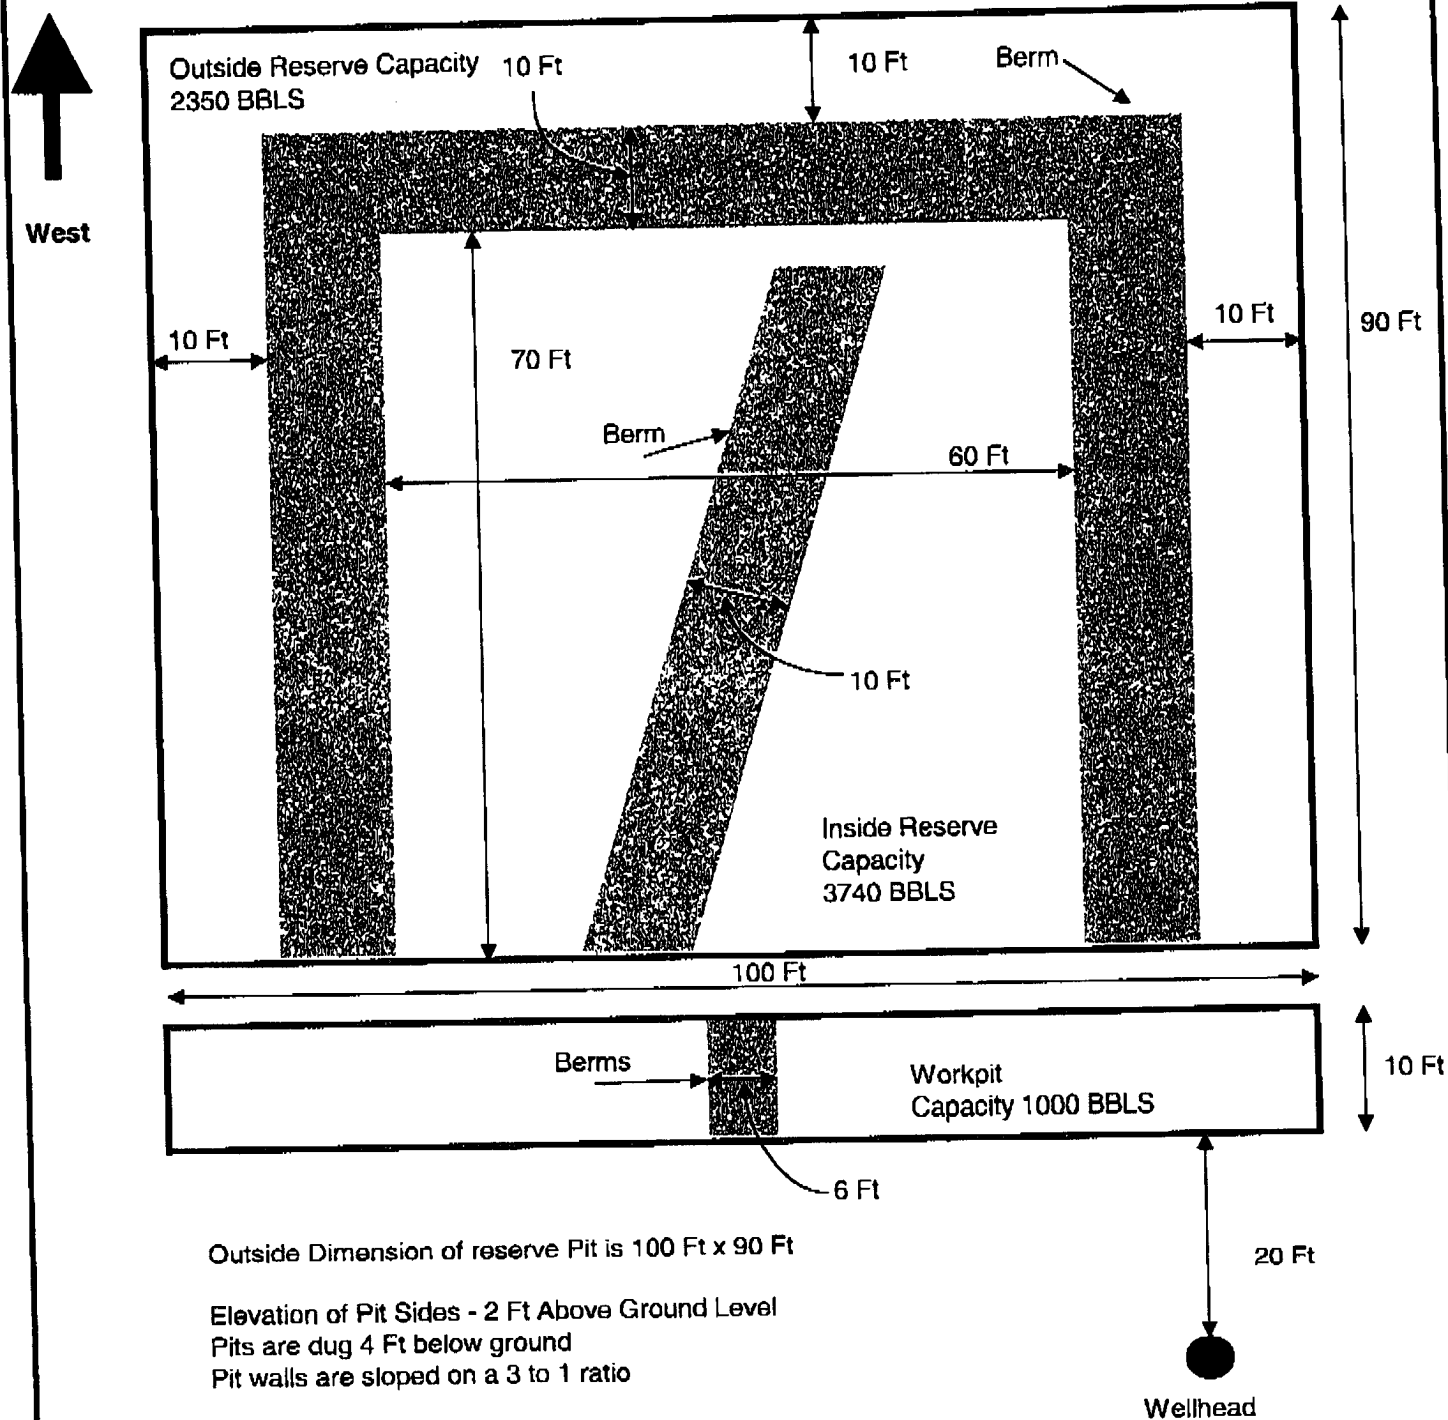 Outside Reserve Capacity
2350 BBLS
10 Ft
10 Ft
Berm
West
10 Ft
70 Ft
10 Ft
90 Ft
Berm
60 Ft
10 Ft
Inside Reserve
Capacity
3740 BBLS
100 Ft
Berms
Workpit
Capacity 1000 BBLS
10 Ft
6 Ft
Outside Dimension of reserve Pit is 100 Ft x 90 Ft
20 Ft
Elevation of Pit Sides - 2 Ft Above Ground Level
Pits are dug 4 Ft below ground
Pit walls are sloped on a 3 to 1 ratio
Wellhead